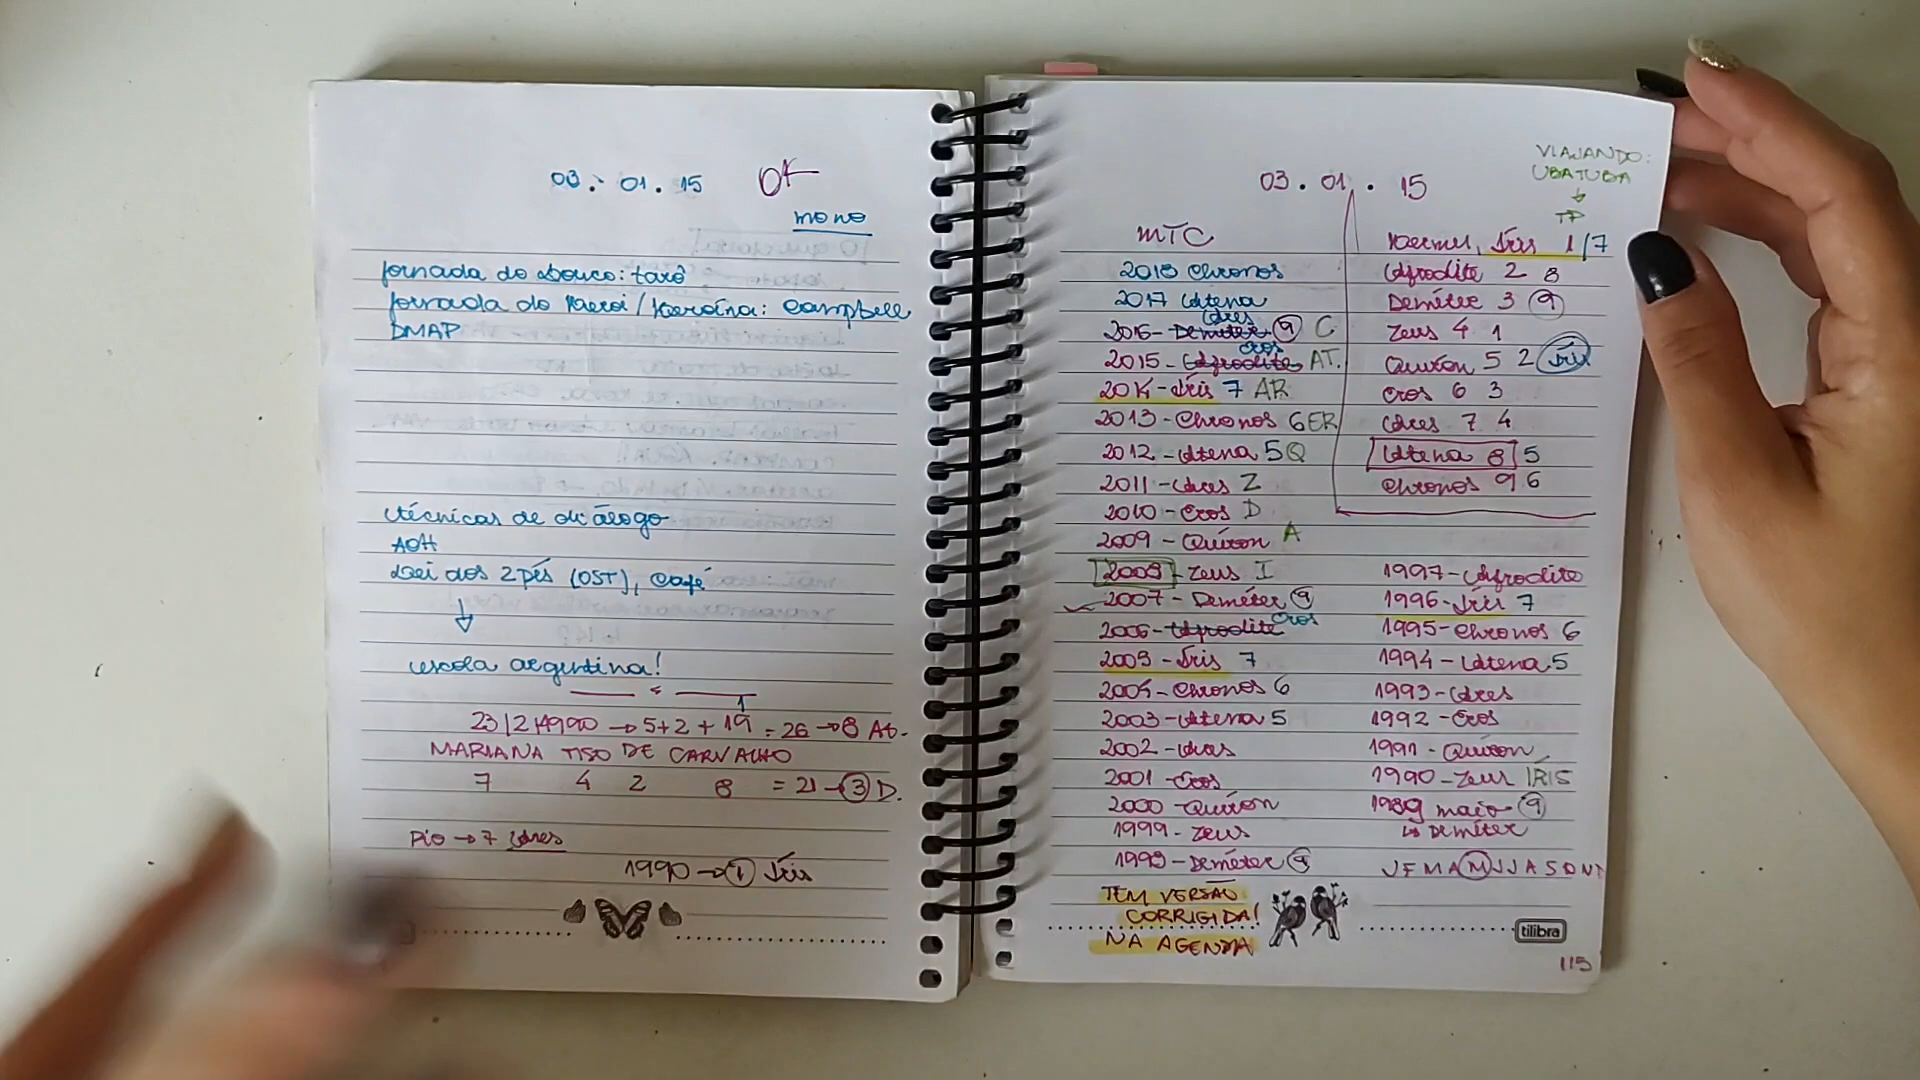 03. 01. 15
mono
Jornada do Louco: tarô
Jornada do Herói / Heroína: Campbell
DMAP
técnicas de diálogo
AOH
Lei dos 2 pés (OST), Café
↓
escola argentina!
23/2/1990 → 5+2+19 = 26 → 8 At.
1
MARIANA TISO DE CARVALHO
7 4 2 8 = 21 → 3 D.
Pio → 7 Ares
1990 → 1 Íris
03. 01. 15
VIAJANDO:
UBATUBA
↓
MTC
2018 Chronos
2017 Atena
Ares
2016 - Deméter 9 C
Eros
2015 - Afrodite AT.
2014 - Íris 7 AR
2013 - Chronos 6 ER
2012 - Atena 5 Q
2011 - Ares Z
2010 - Eros D
2009 - Quíron A
2008 - Zeus I
2007 - Deméter 9
2006 - Afrodite Eros
2005 - Íris 7
2004 - Chronos 6
2003 - Atena 5
2002 - Ares
2001 - Eros
2000 - Quíron
1999 - Zeus
1998 - Deméter 9
TEM VERSÃO
CORRIGIDA!
NA AGENDA
Hermes, Íris 1/7
Afrodite 2 8
Deméter 3 9
Zeus 4 1
Quíron 5 2 Íris
Eros 6 3
Ares 7 4
Atena 8 5
Chronos 9 6
1997 - Afrodite
1996 - Íris 7
1995 - Chronos 6
1994 - Atena 5
1993 - Ares
1992 - Eros
1991 - Quíron
1990 - Zeus ÍRIS
1989 maio 9
↳ Deméter
JFMAMJJASOND
tilibra
115